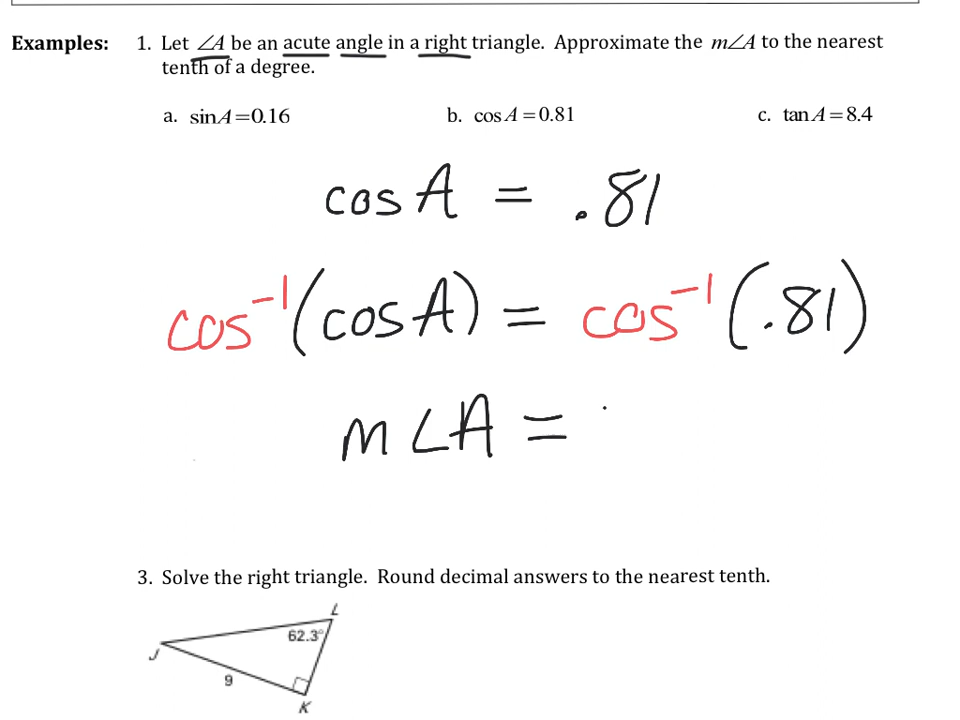 Examples: 1. Let ∠A be an acute angle in a right triangle. Approximate the m∠A to the nearest
tenth of a degree.
a. sinA=0.16 b. cosA=0.81 c. tanA=8.4
cos A = .81
cos⁻¹(cos A) = cos⁻¹(.81)
m∠A =
3. Solve the right triangle. Round decimal answers to the nearest tenth.
L
62.3°
J
9
K